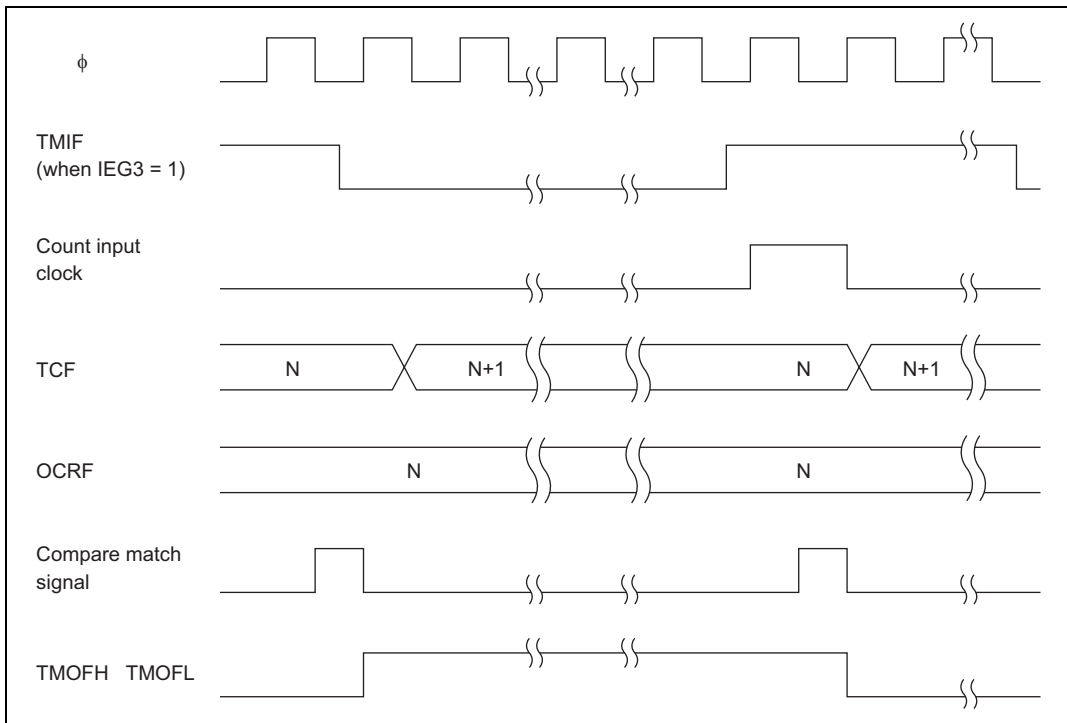 ϕ
TMIF
(when IEG3 = 1)
Count input
clock
TCF
N
N+1
N
N+1
OCRF
N
N
Compare match
signal
TMOFH TMOFL